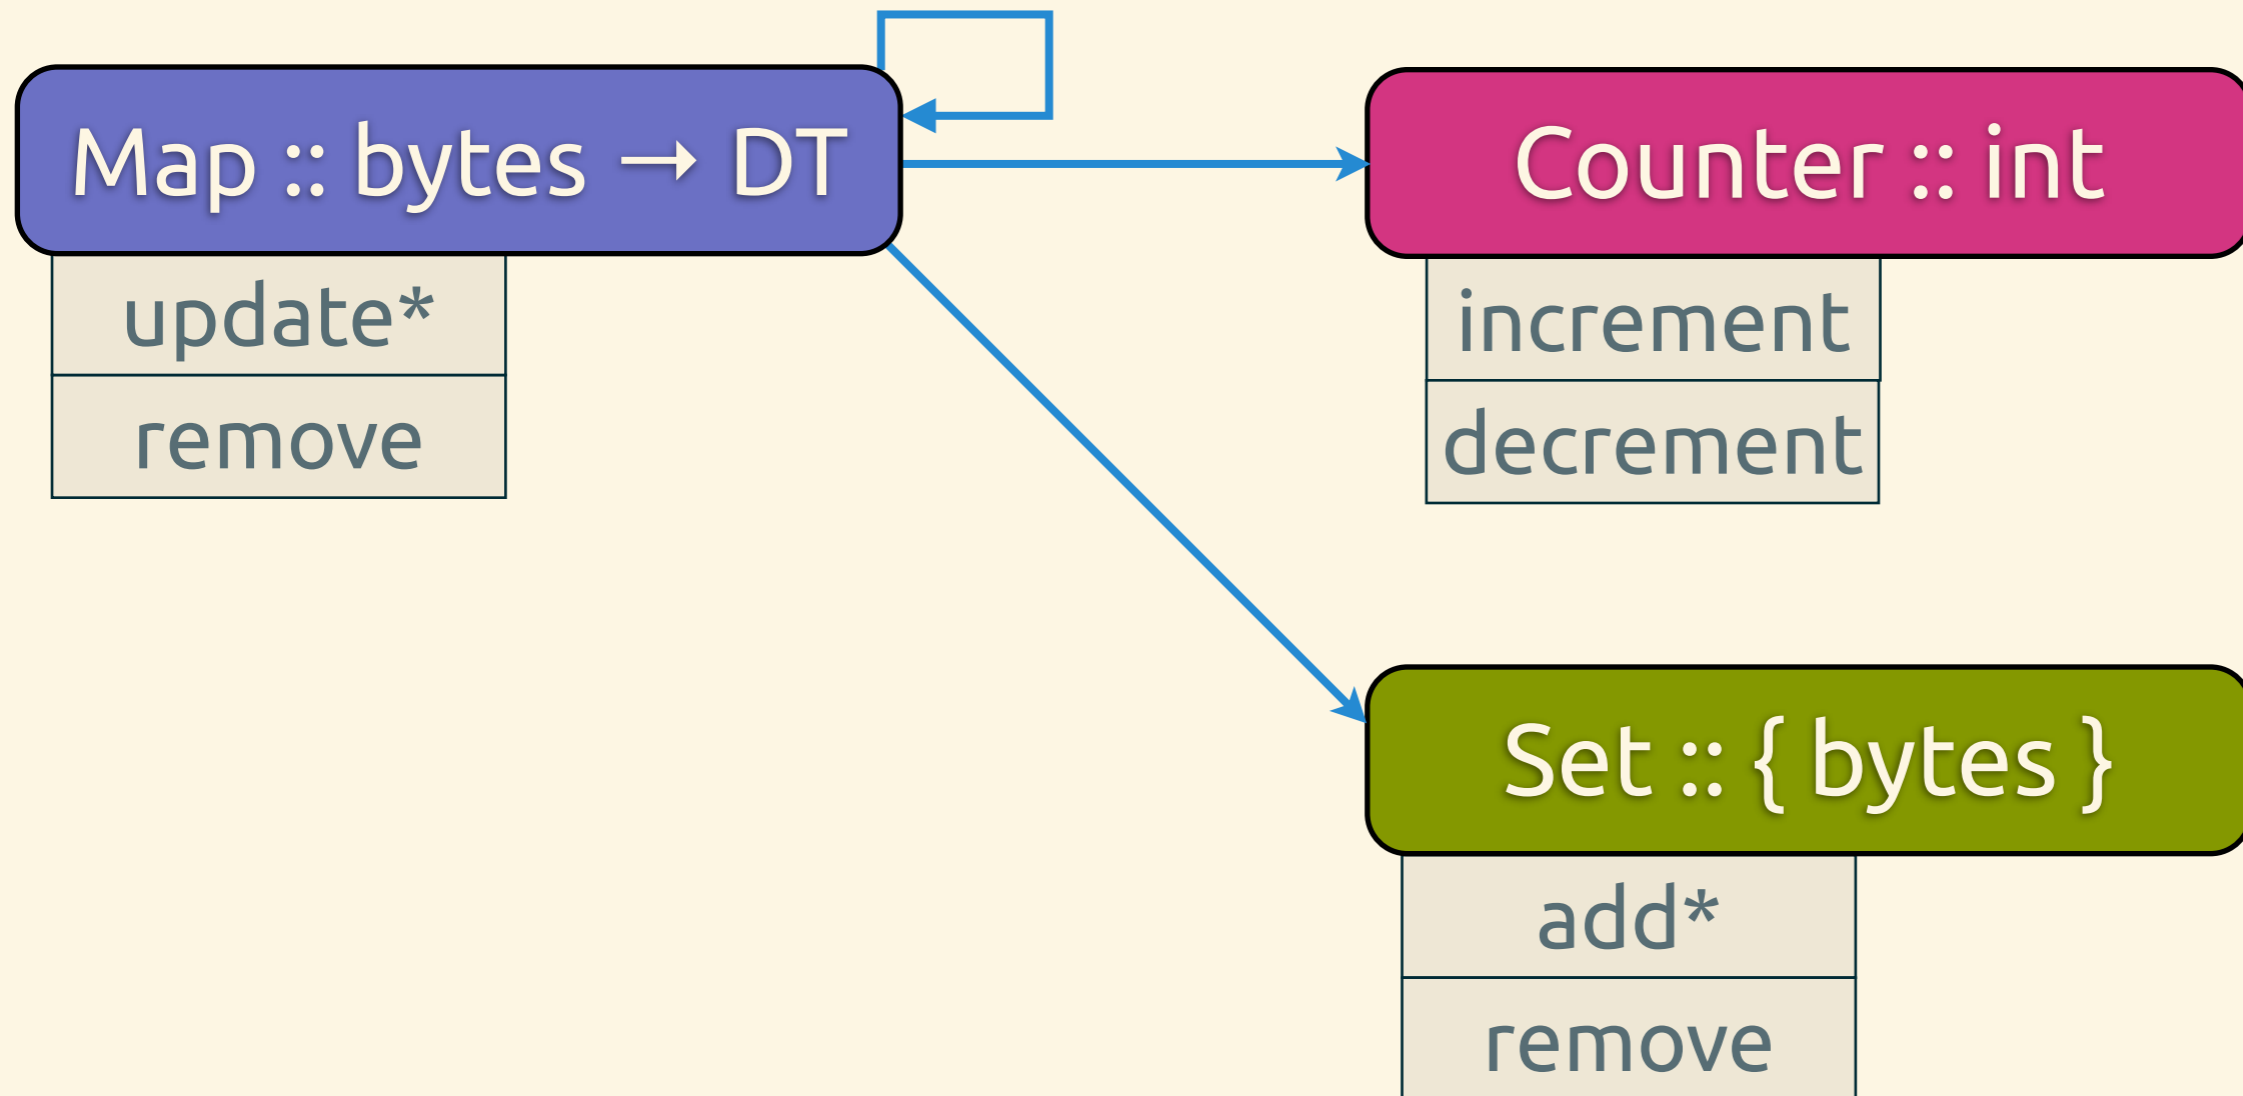 Map :: bytes → DT
update*
remove
Counter :: int
increment
decrement
Set :: { bytes }
add*
remove